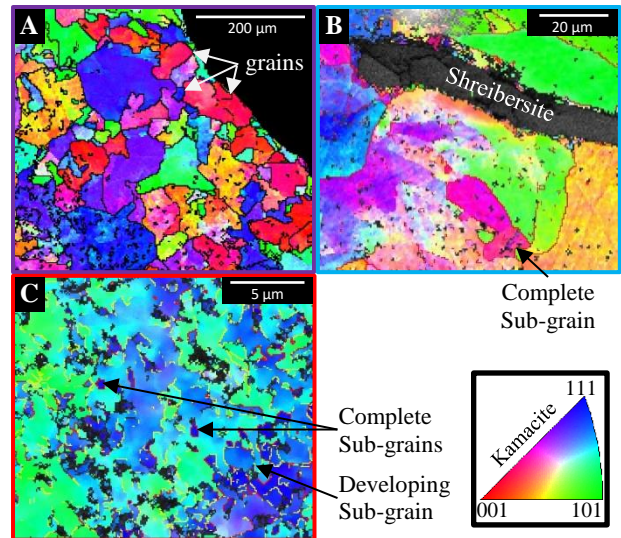 A
200 µm
grains
B
20 µm
Shreibersite
Complete
Sub-grain
C
5 µm
Complete
Sub-grains
Developing
Sub-grain
111
Kamacite
001
101